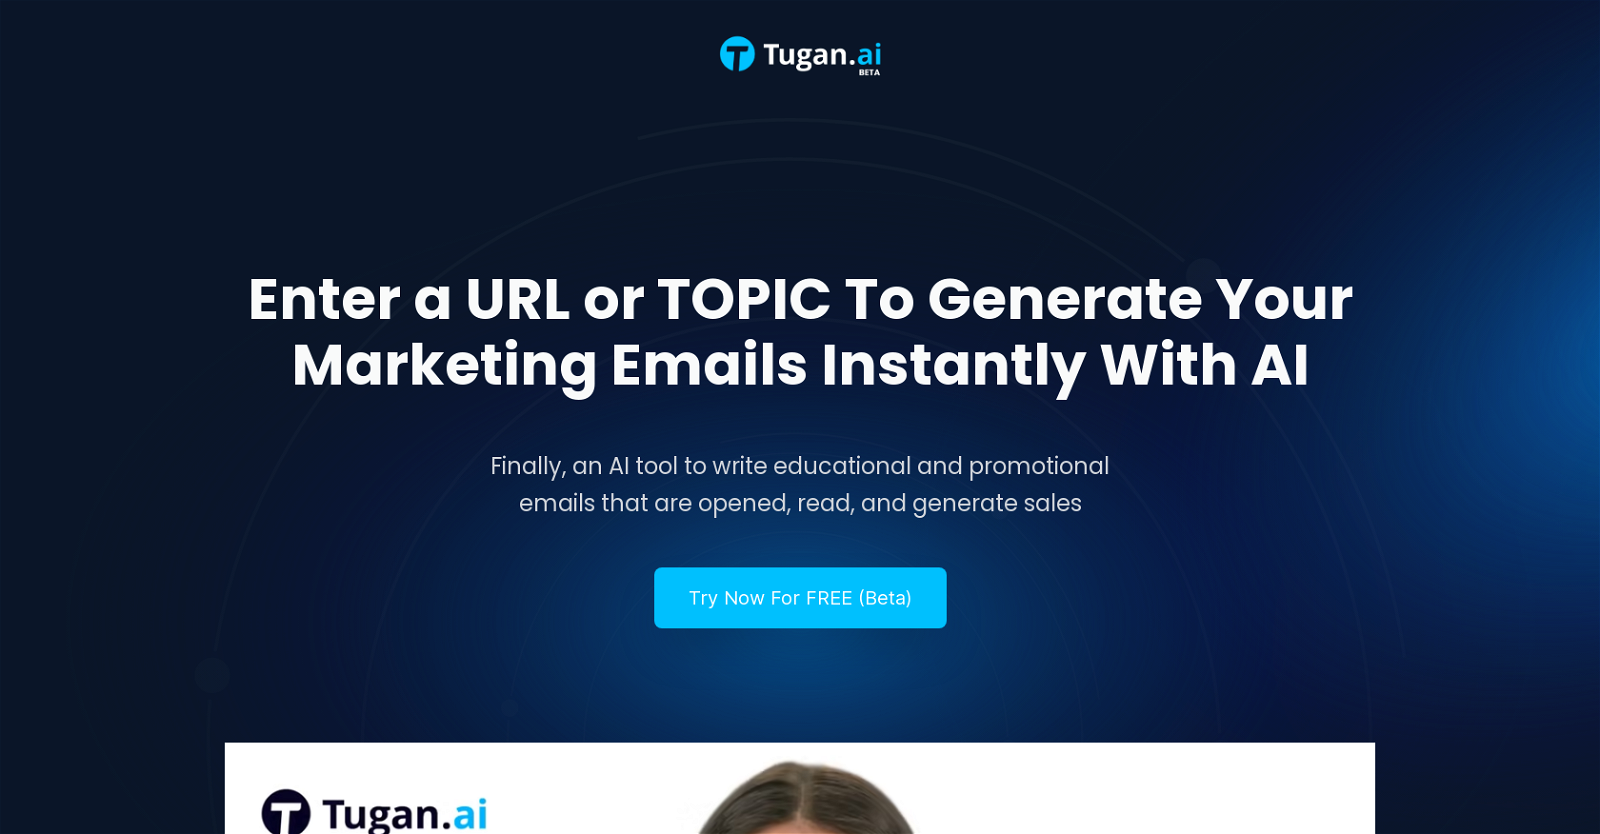 Tugan.ai
BETA
Enter a URL or TOPIC To Generate Your
Marketing Emails Instantly With AI
Finally, an AI tool to write educational and promotional
emails that are opened, read, and generate sales
Try Now For FREE (Beta)
Tugan.ai